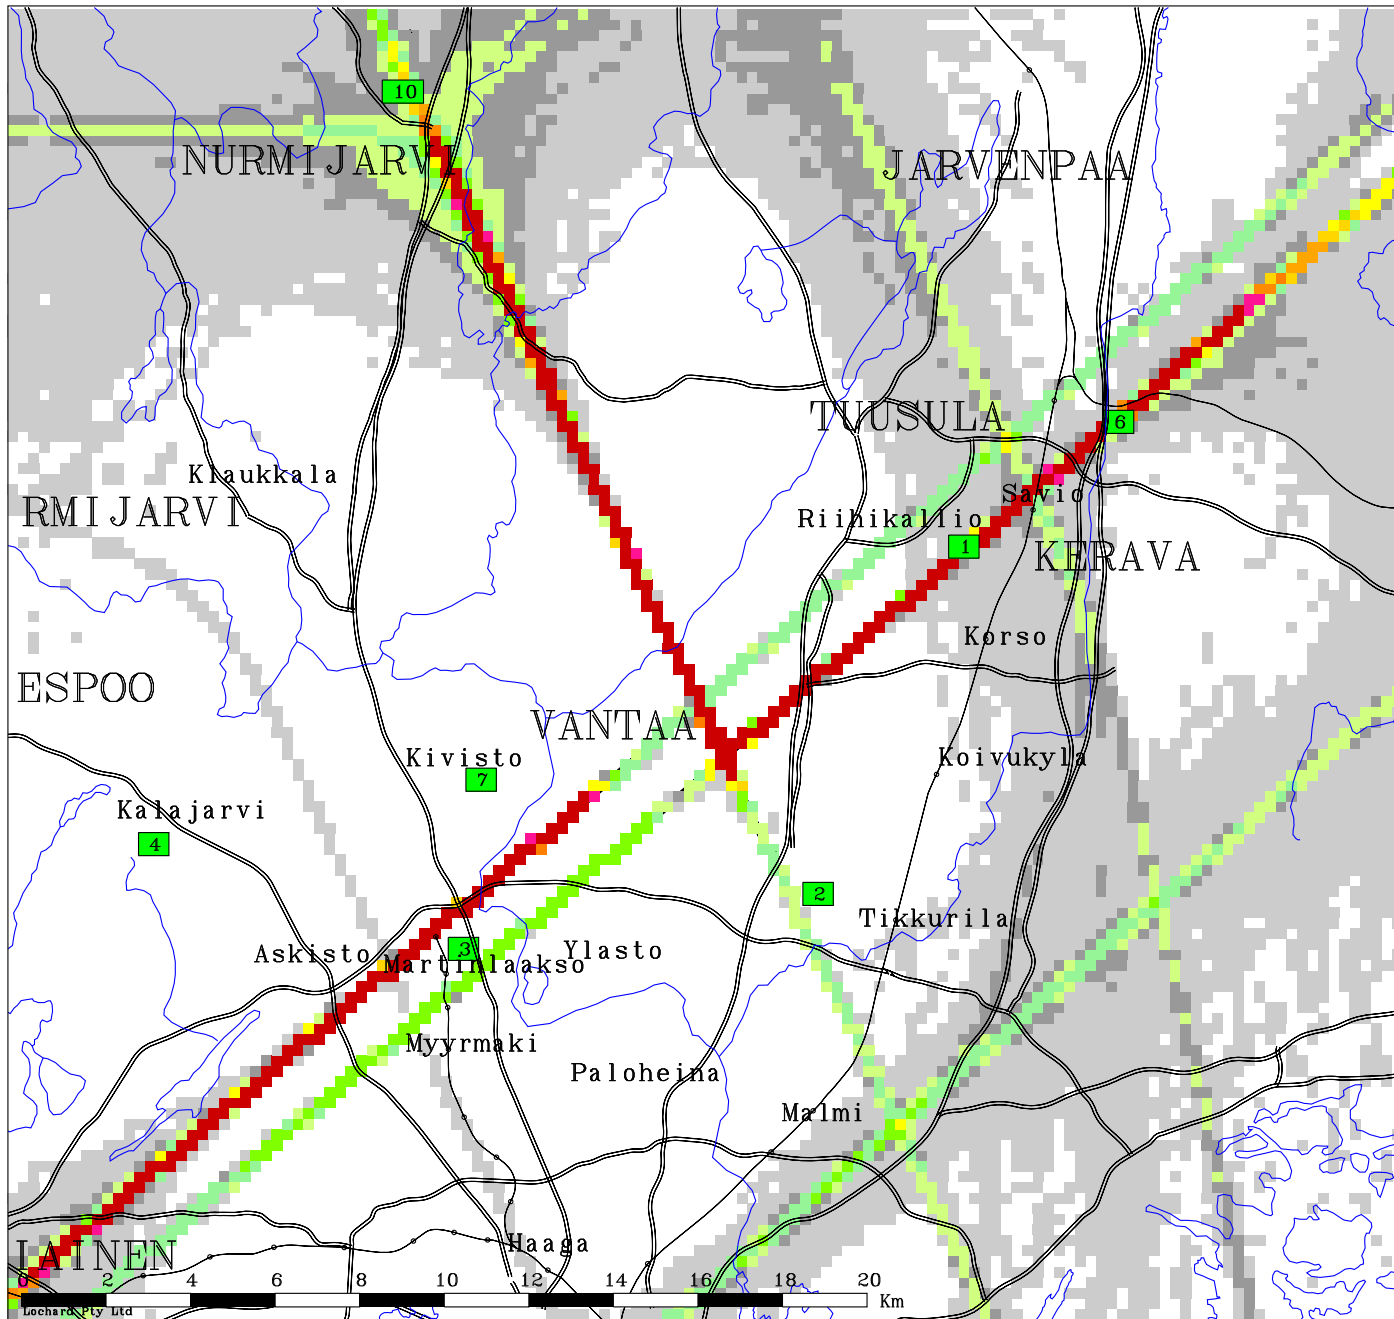 10
NURMIJARVI
JARVENPAA
TUUSULA
6
Klaukkala
Savio
RMIJARVI
Riihikallio
1
KERAVA
Korso
ESPOO
VANTAA
Kivisto
Koivukyla
7
Kalajarvi
4
2
Tikkurila
3
Ylasto
Askisto
Martinlaakso
Myyrmaki
Paloheina
Malmi
Haaga
IAINEN
0 2 4 6 8 10 12 14 16 18 20
Km
Lochard Pty Ltd